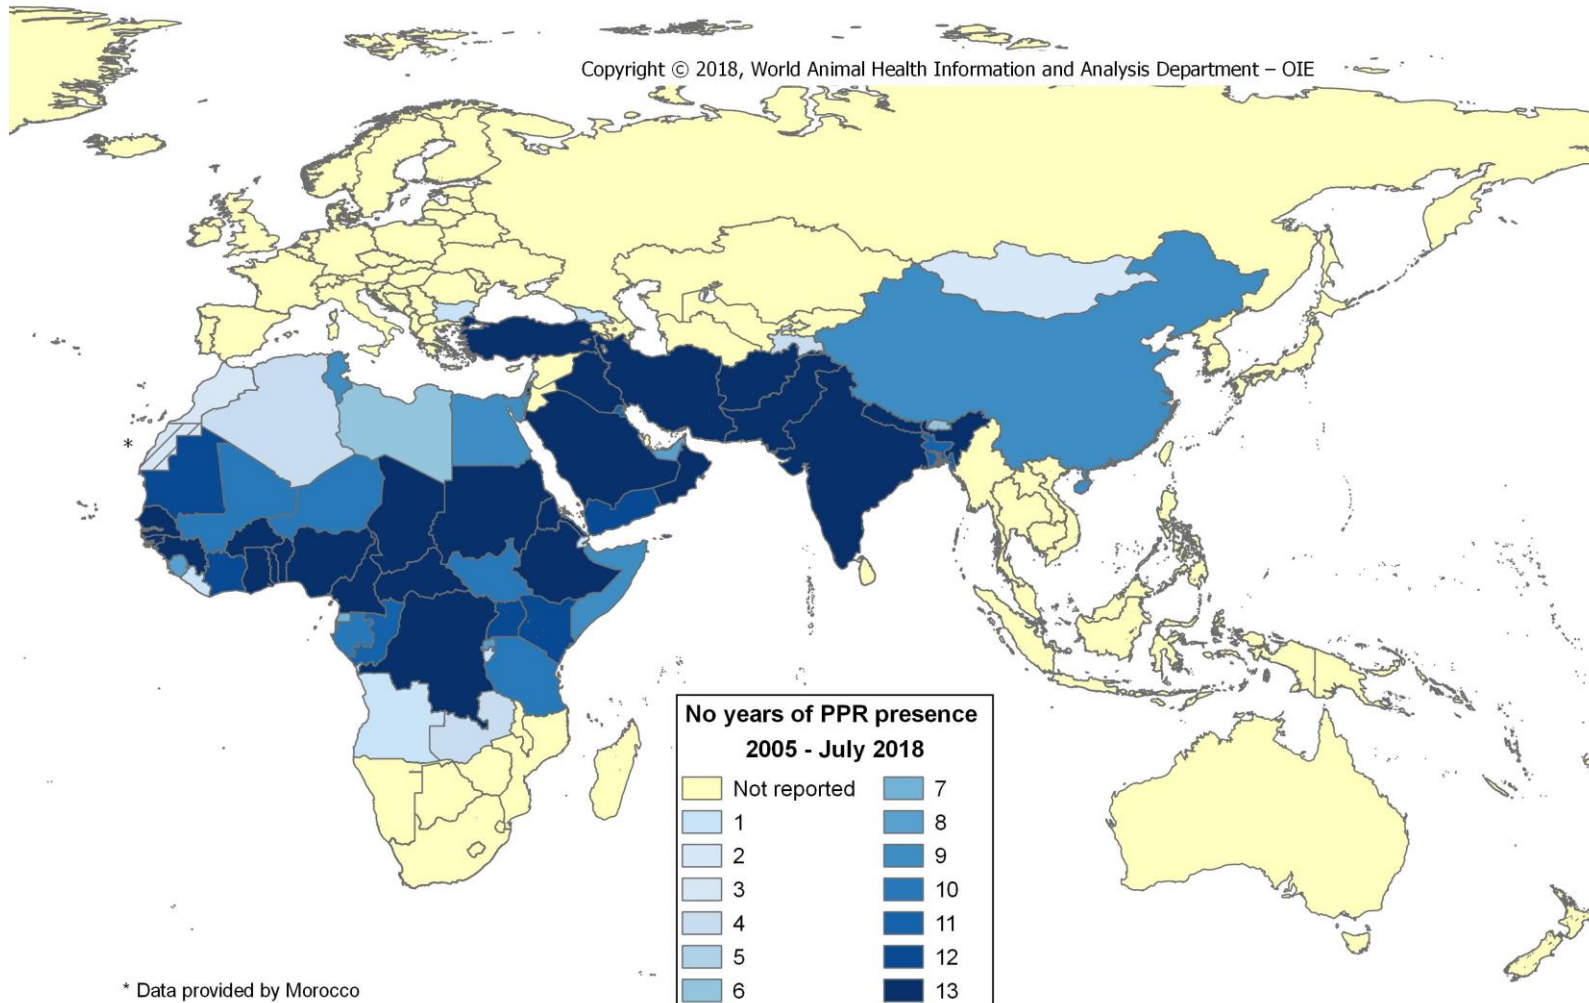 Copyright © 2018, World Animal Health Information and Analysis Department – OIE
*
No years of PPR presence
2005 - July 2018
Not reported
1
2
3
4
5
6
7
8
9
10
11
12
13
* Data provided by Morocco